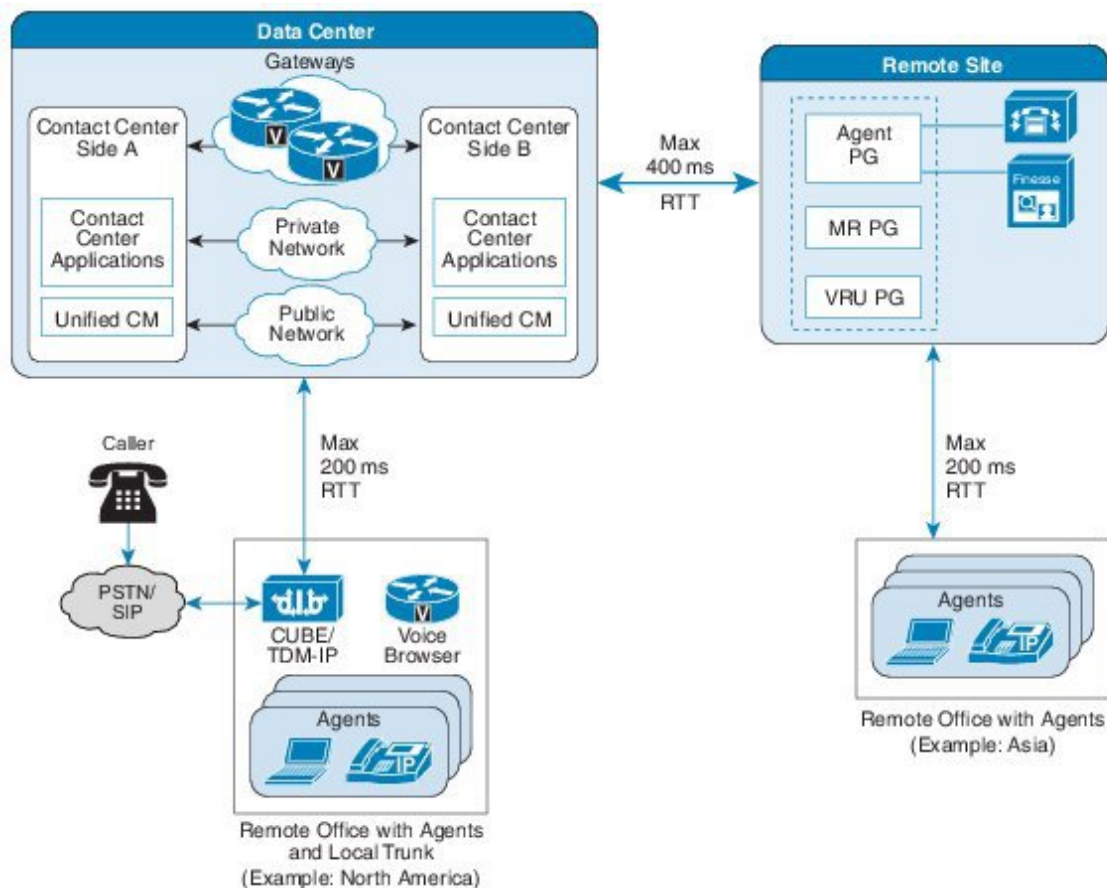 Data Center
Gateways
V
V
Contact Center
Side A
Contact
Center
Applications
Unified CM
Private
Network
Public
Network
Contact Center
Side B
Contact
Center
Applications
Unified CM
Max
400 ms
RTT
Remote Site
Agent
PG
MR PG
VRU PG
Finesse
Caller
Max
200 ms
RTT
Max
200 ms
RTT
PSTN/
SIP
CUBE/
TDM-IP
V
Voice
Browser
Agents
IP
Remote Office with Agents
and Local Trunk
(Example: North America)
Agents
IP
Remote Office with Agents
(Example: Asia)